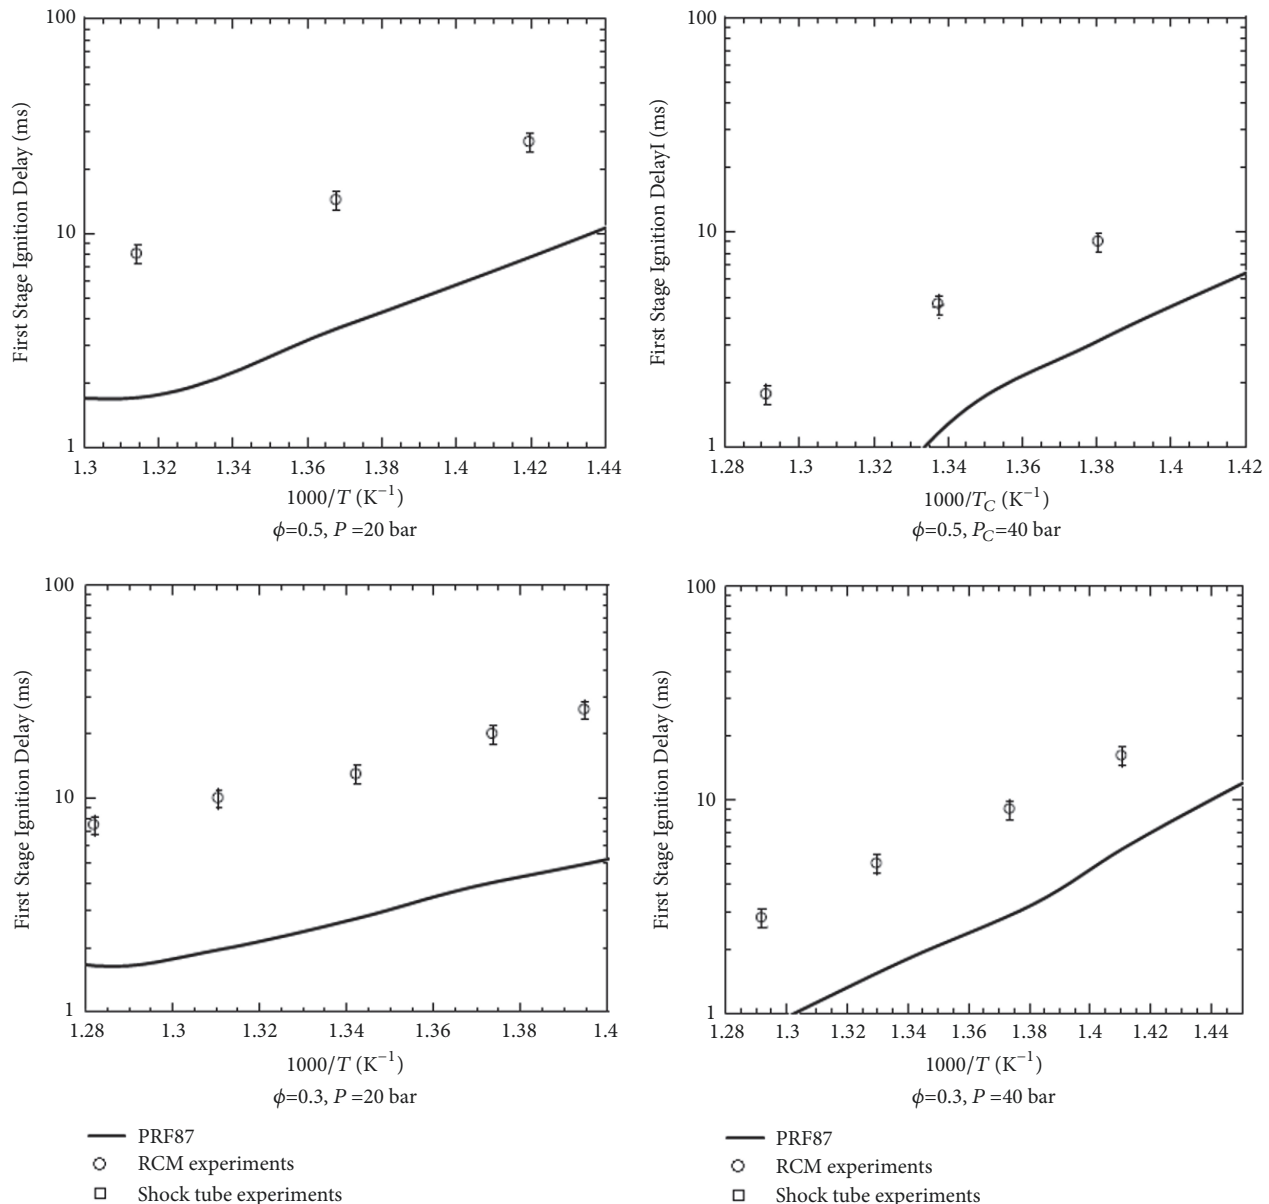 100
10
1
First Stage Ignition Delay (ms)
1.3 1.32 1.34 1.36 1.38 1.4 1.42 1.44
1000/T (K⁻¹)
ϕ=0.5, P =20 bar
100
10
1
First Stage Ignition DelayI (ms)
1.28 1.3 1.32 1.34 1.36 1.38 1.4 1.42
1000/T_C (K⁻¹)
ϕ=0.5, P_C=40 bar
100
10
1
First Stage Ignition Delay (ms)
1.28 1.3 1.32 1.34 1.36 1.38 1.4
1000/T (K⁻¹)
ϕ=0.3, P =20 bar
PRF87
RCM experiments
Shock tube experiments
100
10
1
First Stage Ignition Delay (ms)
1.28 1.32 1.34 1.36 1.38 1.4 1.42 1.44
1000/T (K⁻¹)
ϕ=0.3, P =40 bar
PRF87
RCM experiments
Shock tube experiments